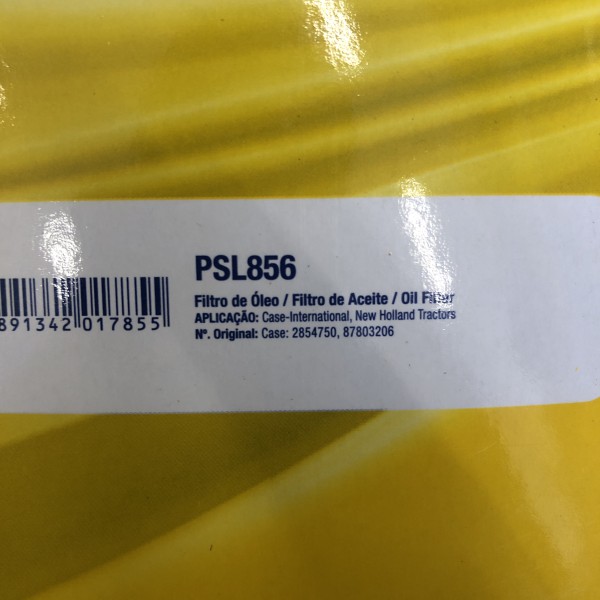 PSL856
Filtro de Óleo / Filtro de Aceite / Oil Filter
APLICAÇÃO: Case-International, New Holland Tractors
Nº. Original: Case: 2854750, 87803206
891342 017855